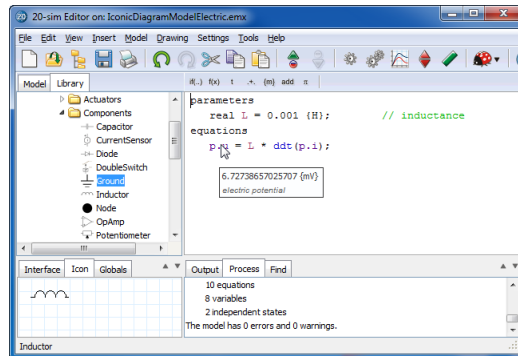 20-sim Editor on: IconicDiagramModelElectric.emx
File Edit View Insert Model Drawing Settings Tools Help
Model Library
if(..) f(x) t .+, {m} add π
Actuators
Components
Capacitor
CurrentSensor
Diode
DoubleSwitch
Ground
Inductor
Node
OpAmp
Potentiometer
parameters
real L = 0.001 {H}; // inductance
equations
p.u = L * ddt(p.i);
6.72738657025707 {mV}
electric potential
Interface Icon Globals
Output Process Find
10 equations
8 variables
2 independent states
The model has 0 errors and 0 warnings.
Inductor